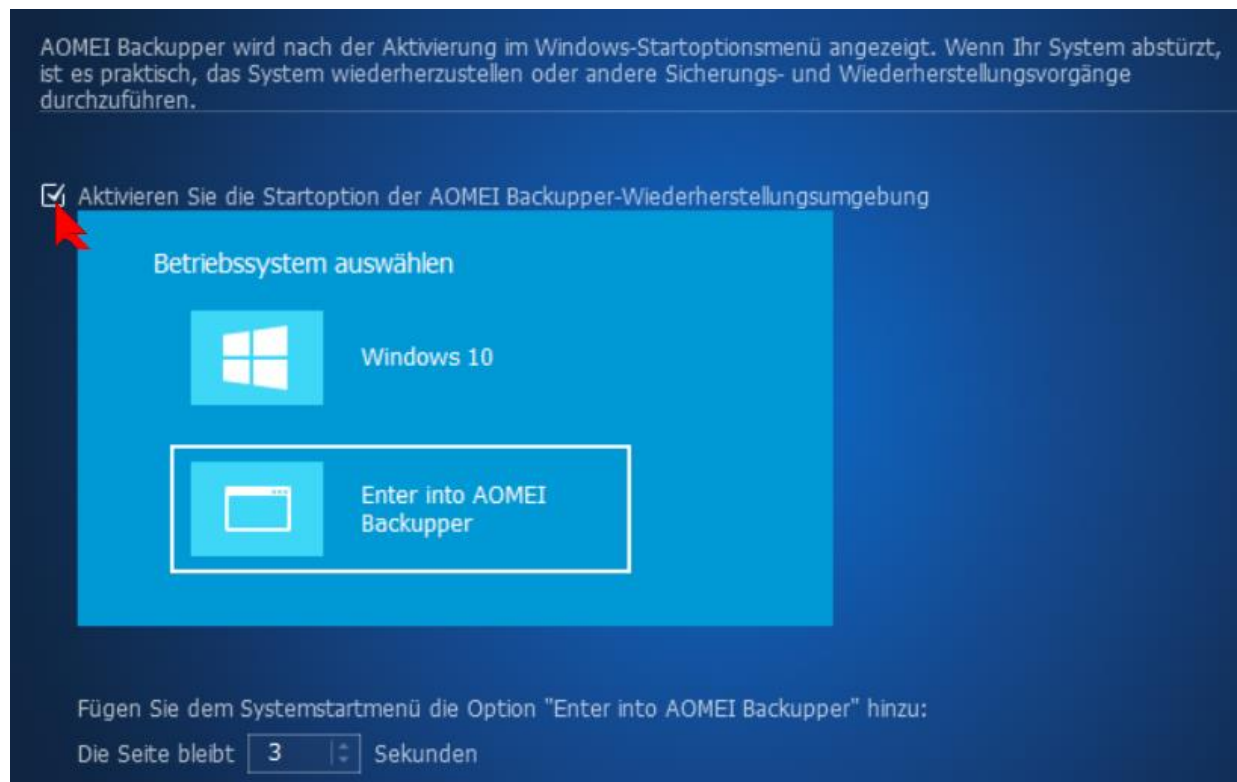 AOMEI Backupper wird nach der Aktivierung im Windows-Startoptionsmenü angezeigt. Wenn Ihr System abstürzt,
ist es praktisch, das System wiederherzustellen oder andere Sicherungs- und Wiederherstellungsvorgänge
durchzuführen.
Aktivieren Sie die Startoption der AOMEI Backupper-Wiederherstellungsumgebung
Betriebssystem auswählen
Windows 10
Enter into AOMEI
Backupper
Fügen Sie dem Systemstartmenü die Option "Enter into AOMEI Backupper" hinzu:
Die Seite bleibt 3 Sekunden